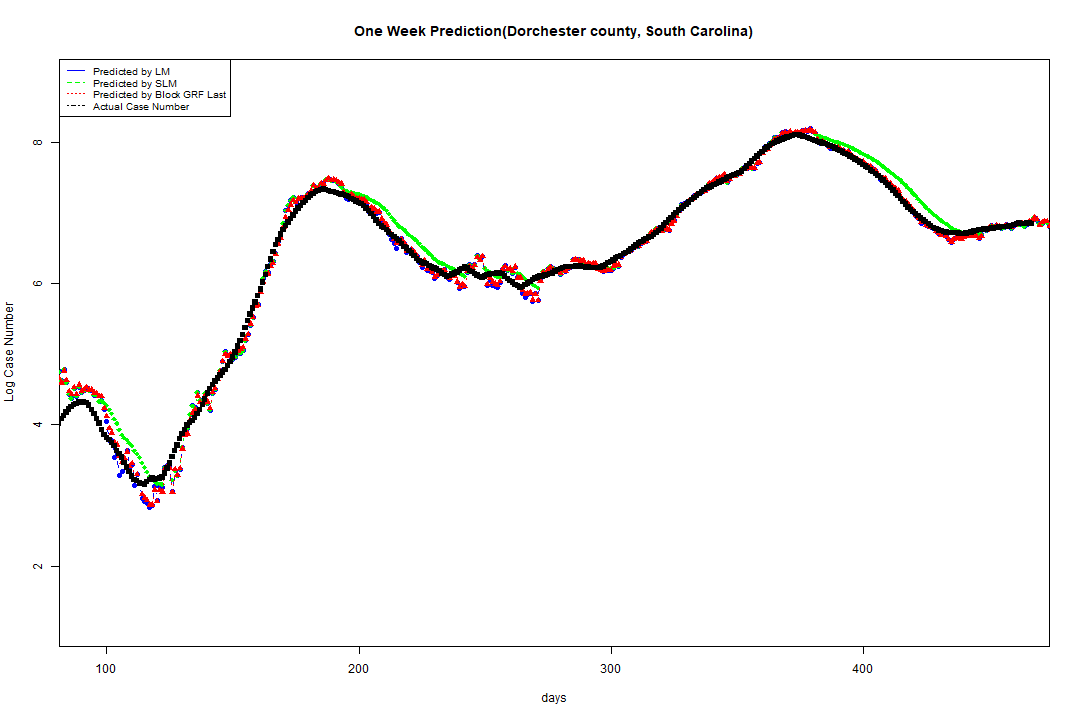 One Week Prediction(Dorchester county, South Carolina)
Predicted by LM
Predicted by SLM
Predicted by Block GRF Last
Actual Case Number
Log Case Number
8
6
4
2
100 200 300 400
days